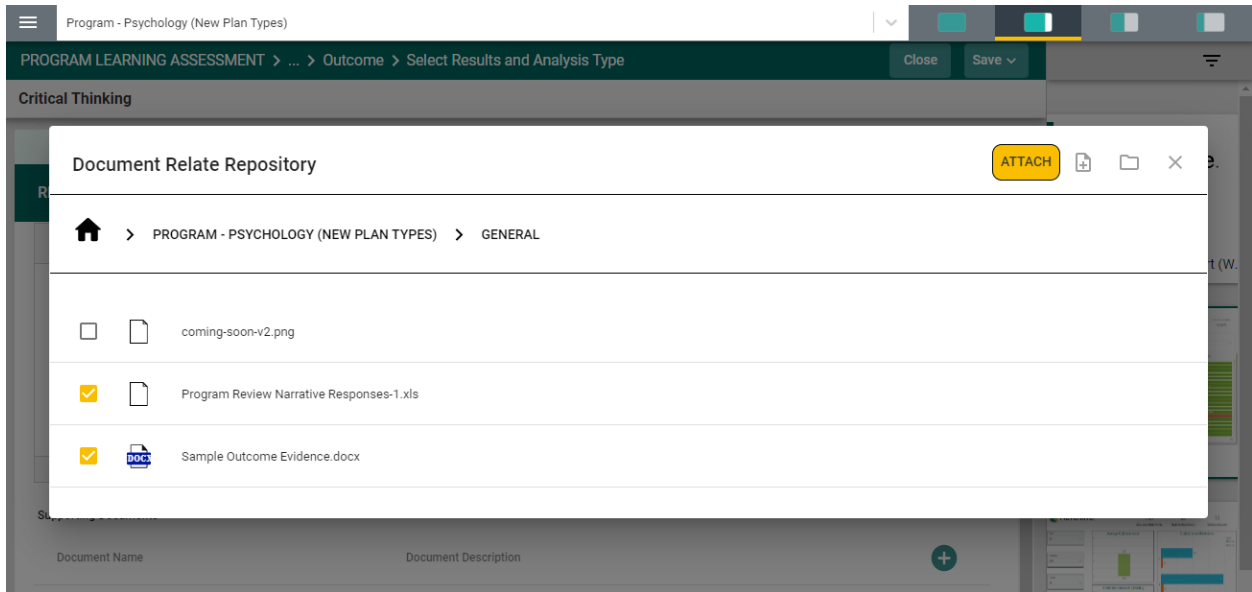 Program - Psychology (New Plan Types)
PROGRAM LEARNING ASSESSMENT > ... > Outcome > Select Results and Analysis Type
Close
Save
Critical Thinking
Document Relate Repository
ATTACH
PROGRAM - PSYCHOLOGY (NEW PLAN TYPES) > GENERAL
t (W.
coming-soon-v2.png
Program Review Narrative Responses-1.xls
DOCX
Sample Outcome Evidence.docx
Document Name
Document Description